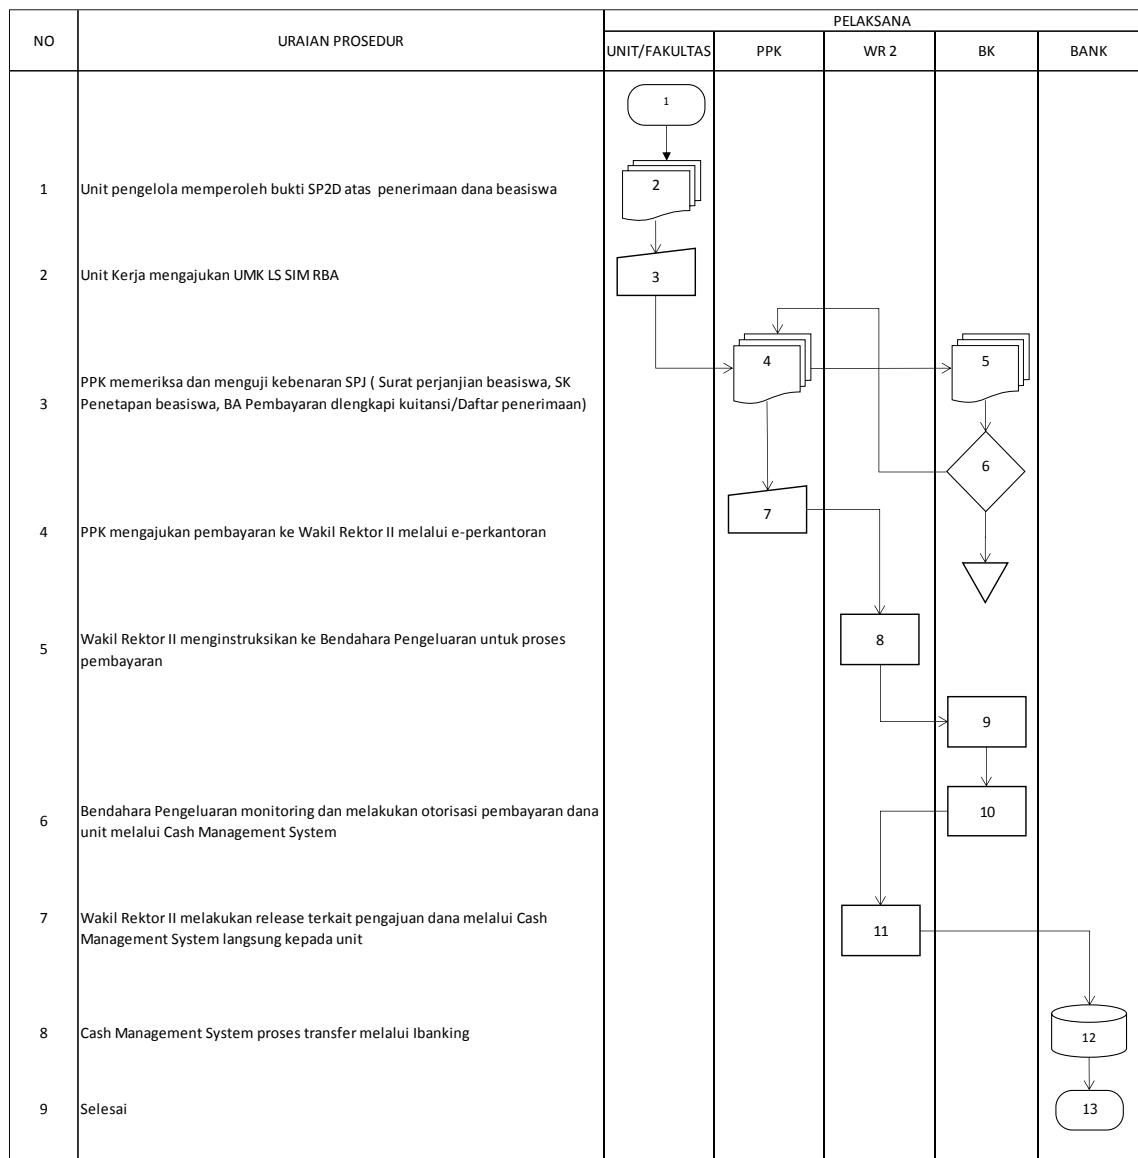 NO
URAIAN PROSEDUR
PELAKSANA
UNIT/FAKULTAS
PPK
WR 2
BK
BANK
1
1
Unit pengelola memperoleh bukti SP2D atas penerimaan dana beasiswa
2
2
Unit Kerja mengajukan UMK LS SIM RBA
3
3
PPK memeriksa dan menguji kebenaran SPJ ( Surat perjanjian beasiswa, SK
Penetapan beasiswa, BA Pembayaran dlengkapi kuitansi/Daftar penerimaan)
4
5
6
4
PPK mengajukan pembayaran ke Wakil Rektor II melalui e-perkantoran
7
5
Wakil Rektor II menginstruksikan ke Bendahara Pengeluaran untuk proses
pembayaran
8
9
6
Bendahara Pengeluaran monitoring dan melakukan otorisasi pembayaran dana
unit melalui Cash Management System
10
7
Wakil Rektor II melakukan release terkait pengajuan dana melalui Cash
Management System langsung kepada unit
11
8
Cash Management System proses transfer melalui Ibanking
12
9
Selesai
13